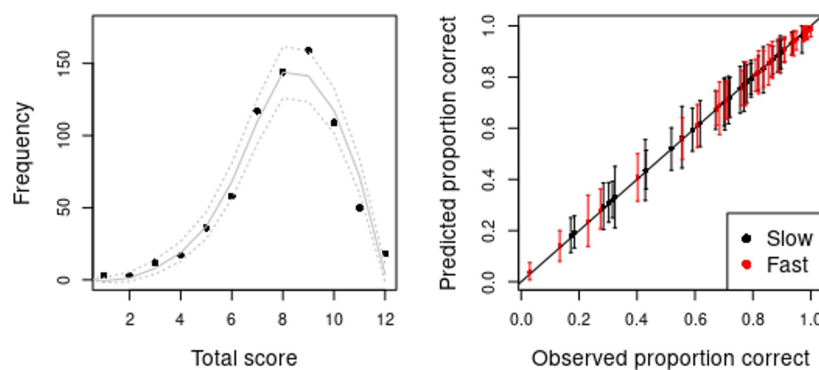 Frequency
0 50 100 150
2 4 6 8 10 12
Total score
Predicted proportion correct
0.0 0.2 0.4 0.6 0.8 1.0
0.0 0.2 0.4 0.6 0.8 1.0
Slow
Fast
Observed proportion correct